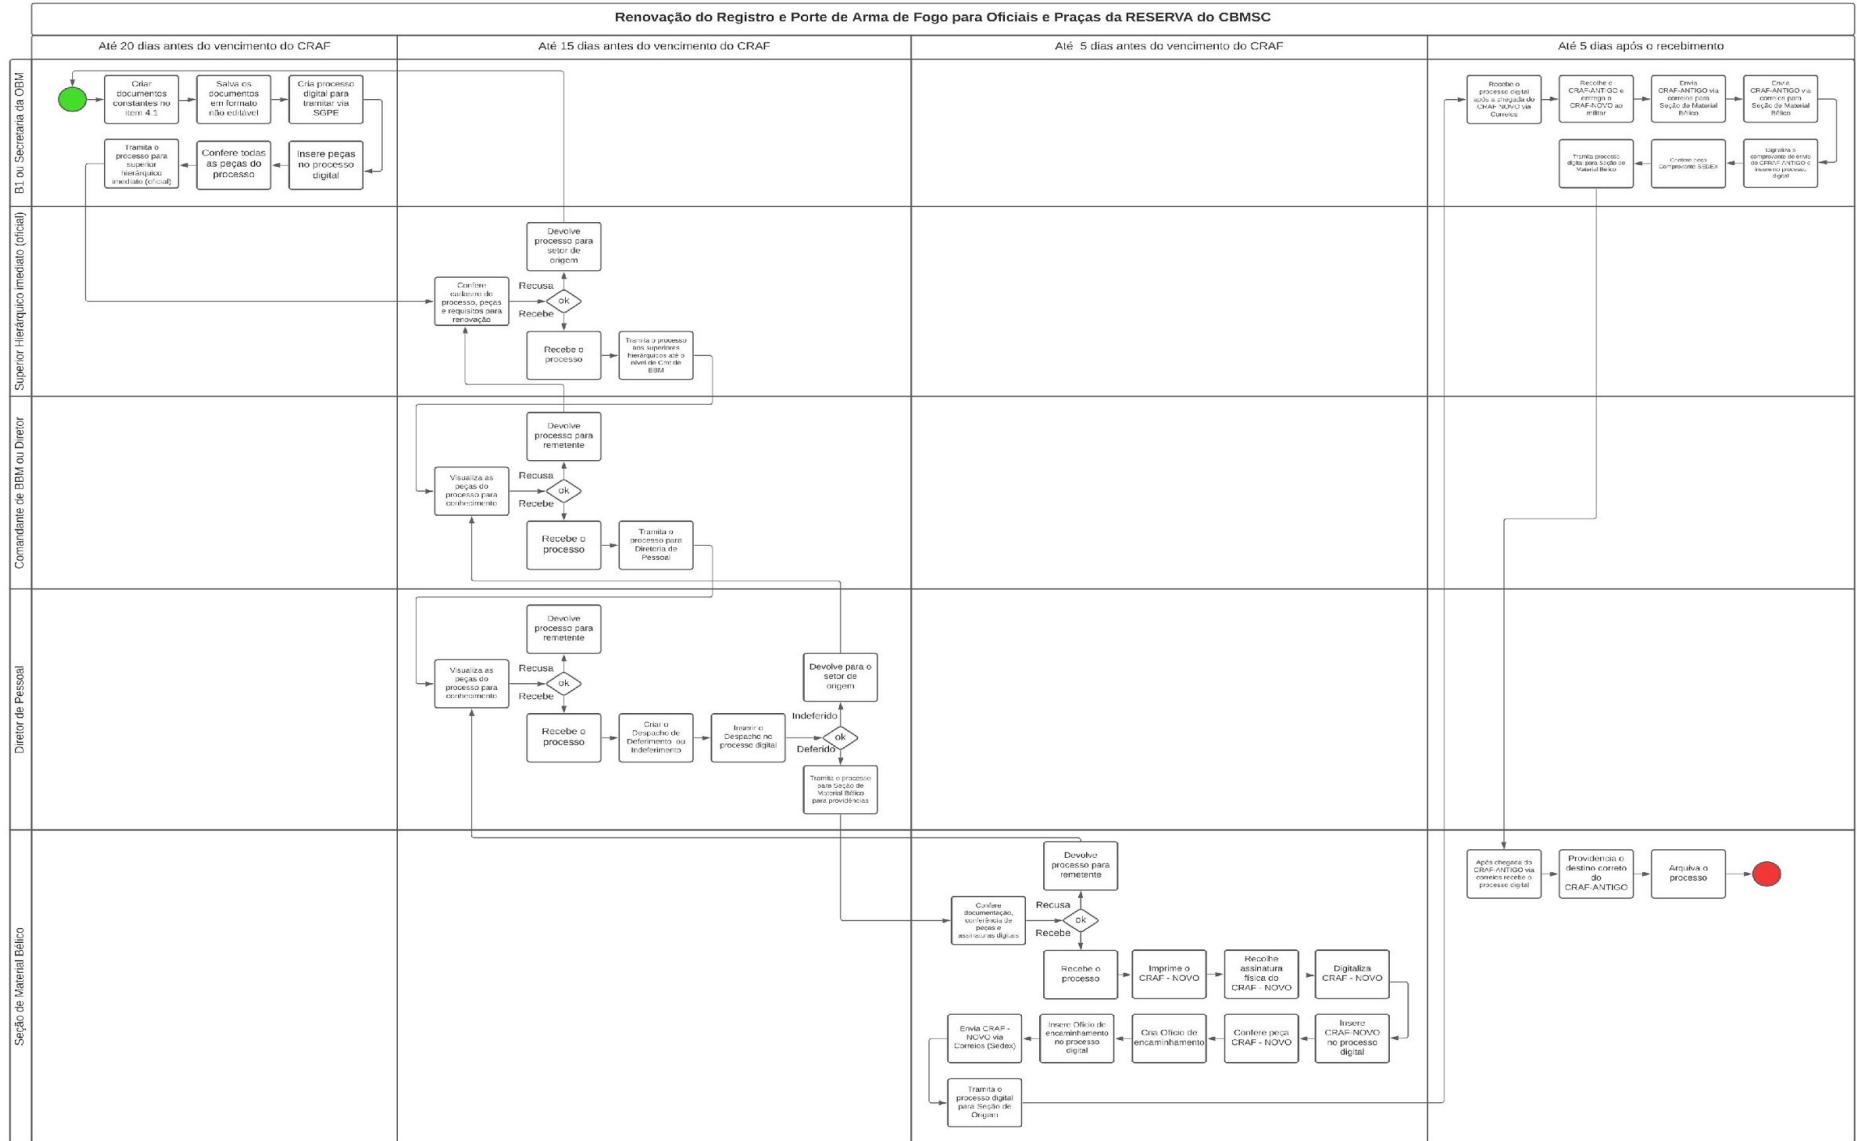 Renovação do Registro e Porte de Arma de Fogo para Oficiais e Praças da RESERVA do CBMSC
Até 20 dias antes do vencimento do CRAF
Até 15 dias antes do vencimento do CRAF
Até 5 dias antes do vencimento do CRAF
Até 5 dias após o recebimento
B1 ou Secretaria da OBM
Criar
documentos
constantes no
item 4.1
Salva os
documentos
em formato
não editável
Cria processo
digital para
tramitar via
SGPE
Insere peças
no processo
digital
Confere todas
as peças do
processo
Tramita o
processo para
superior
hierárquico
imediato (oficial)
Recebe o
processo digital
após a chegada do
CRAF-NOVO via
Correios
Recolhe o
CRAF-ANTIGO e
entrega o
CRAF-NOVO ao
militar
Envia
CRAF-ANTIGO via
correios para
Seção de Material
Bélico
Envia
CRAF-ANTIGO via
correios para
Seção de Material
Bélico
Digitaliza o
comprovante de envio
do CFRAF-ANTIGO e
insere no processo
digital
Confere peça
Comprovante SEDEX
Tramita processo
digital para Seção de
Material Bélico
Superior Hierárquico imediato (oficial)
Devolve
processo para
setor de
origem
Confere
cadastro do
processo, peças
e requisitos para
renovação
Recusa
ok
Recebe
Recebe o
processo
Tramita o processo
aos superiores
hierárquicos até o
nível de Cmt de
BBM
Comandante de BBM ou Diretor
Devolve
processo para
remetente
Visualiza as
peças do
processo para
conhecimento
Recusa
ok
Recebe
Recebe o
processo
Tramita o
processo para
Diretoria de
Pessoal
Diretor de Pessoal
Devolve
processo para
remetente
Visualiza as
peças do
processo para
conhecimento
Recusa
ok
Recebe
Recebe o
processo
Criar o
Despacho de
Deferimento ou
Indeferimento
Inserir o
Despacho no
processo digital
Devolve para o
setor de
origem
Indeferido
ok
Deferido
Tramita o processo
para Seção de
Material Bélico
para providências
Seção de Material Bélico
Devolve
processo para
remetente
Confere
documentação,
conferência de
peças e
assinaturas digitais
Recusa
ok
Recebe
Recebe o
processo
Imprime o
CRAF - NOVO
Recolhe
assinatura
física do
CRAF - NOVO
Digitaliza
CRAF - NOVO
Insere
CRAF-NOVO
no processo
digital
Confere peça
CRAF - NOVO
Cria Ofício de
encaminhamento
Insere Ofício de
encaminhamento
no processo
digital
Envia CRAF -
NOVO via
Correios (Sedex)
Tramita o
processo digital
para Seção de
Origem
Após chegada do
CRAF-ANTIGO via
correios recebe o
processo digital
Providencia o
destino correto
do
CRAF-ANTIGO
Arquiva o
processo